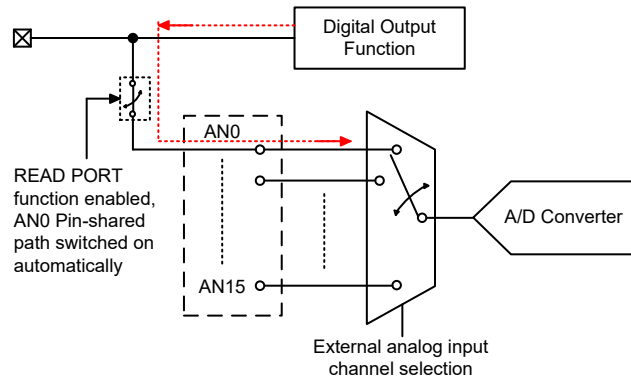 Digital Output
Function
AN0
READ PORT
function enabled,
AN0 Pin-shared
path switched on
automatically
A/D Converter
AN15
External analog input
channel selection